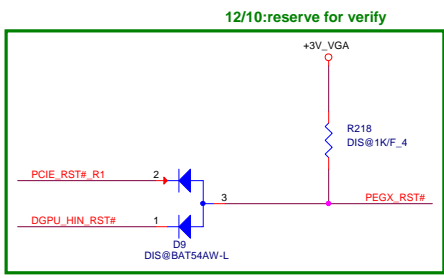 12/10:reserve for verify
+3V_VGA
R218
DIS@1K/F_4
PCIE_RST#_R1
2
3
PEGX_RST#
DGPU_HIN_RST#
1
D9
DIS@BAT54AW-L